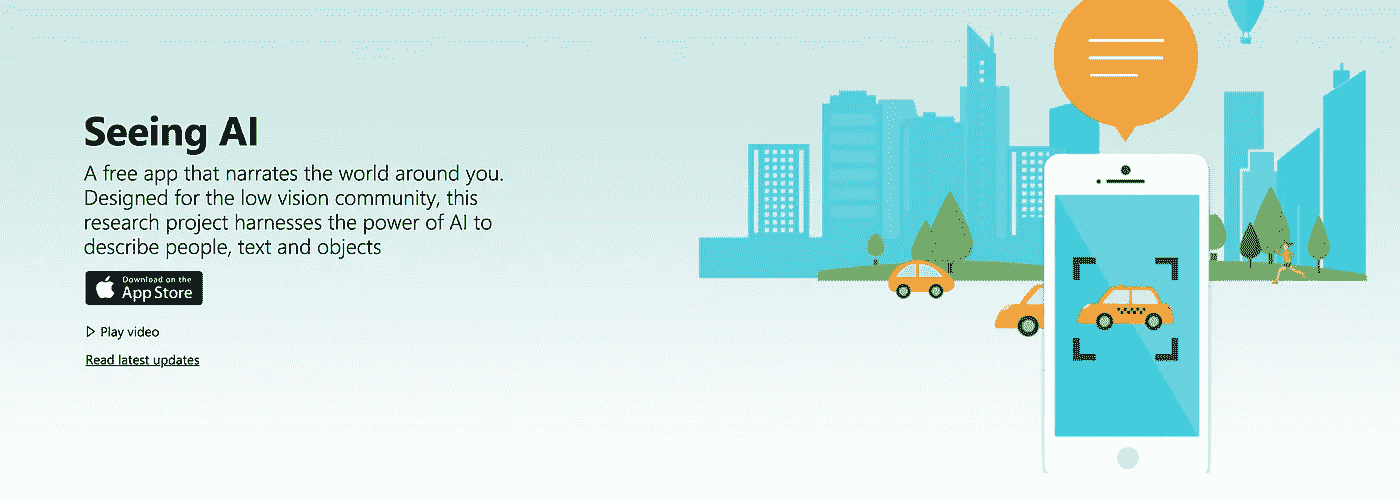 Seeing AI
A free app that narrates the world around you.
Designed for the low vision community, this
research project harnesses the power of AI to
describe people, text and objects
Download on the
App Store
Play video
Read latest updates